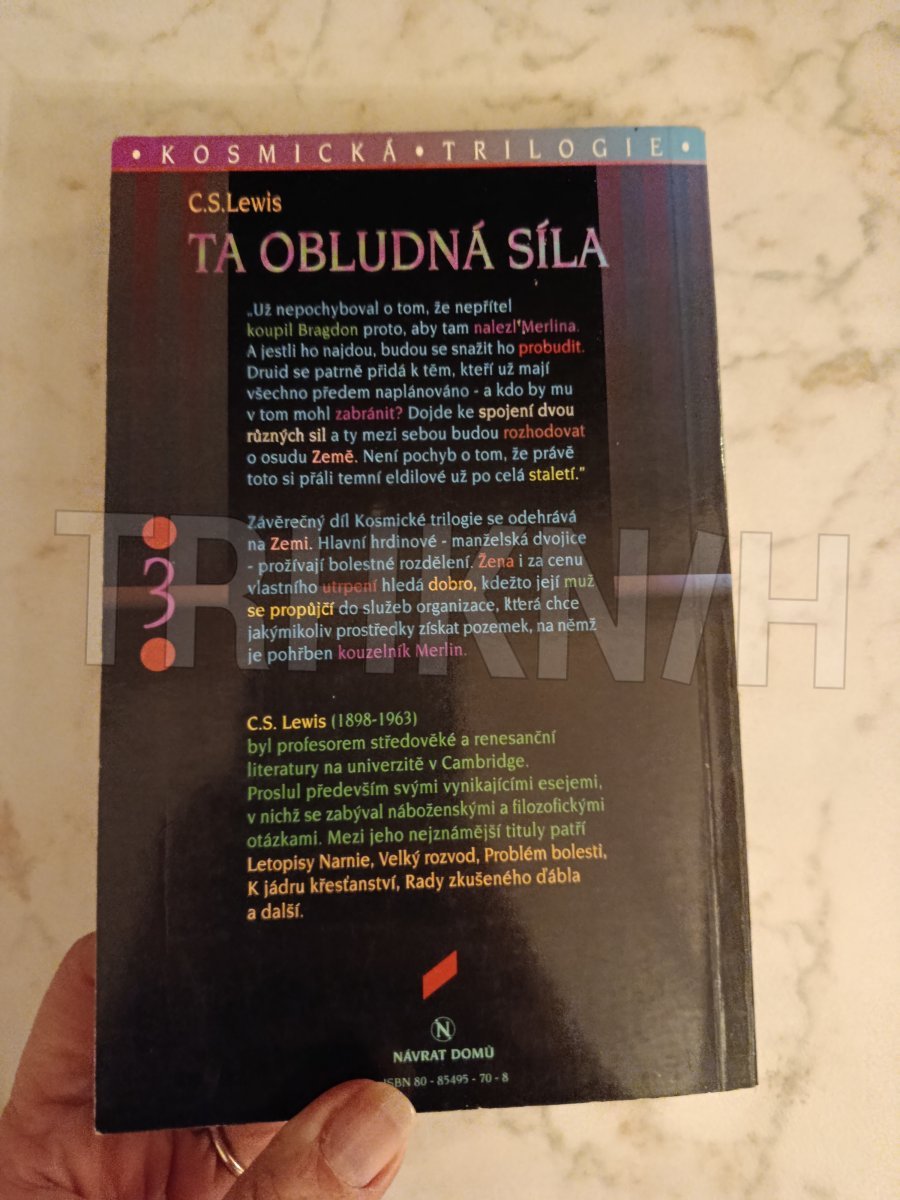 • KOSMICKÁ • TRILOGIE •
C.S.Lewis
TA OBLUDNÁ SÍLA
„Už nepochyboval o tom, že nepřítel
koupil Bragdon proto, aby tam nalezl Merlina.
A jestli ho najdou, budou se snažit ho probudit.
Druid se patrně přidá k těm, kteří už mají
všechno předem naplánováno - a kdo by mu
v tom mohl zabránit? Dojde ke spojení dvou
různých sil a ty mezi sebou budou rozhodovat
o osudu Země. Není pochyb o tom, že právě
toto si přáli temní eldilové už po celá staletí.”
Závěrečný díl Kosmické trilogie se odehrává
na Zemi. Hlavní hrdinové - manželská dvojice
- prožívají bolestné rozdělení. Žena i za cenu
vlastního utrpení hledá dobro, kdežto její muž
se propůjčí do služeb organizace, která chce
jakýmikoliv prostředky získat pozemek, na němž
je pohřben kouzelník Merlin.
3
C.S. Lewis (1898-1963)
byl profesorem středověké a renesanční
literatury na univerzitě v Cambridge.
Proslul především svými vynikajícími esejemi,
v nichž se zabýval náboženskými a filozofickými
otázkami. Mezi jeho nejznámější tituly patří
Letopisy Narnie, Velký rozvod, Problém bolesti,
K jádru křesťanství, Rady zkušeného ďábla
a další.
N
NÁVRAT DOMŮ
ISBN 80 - 85495 - 70 - 8